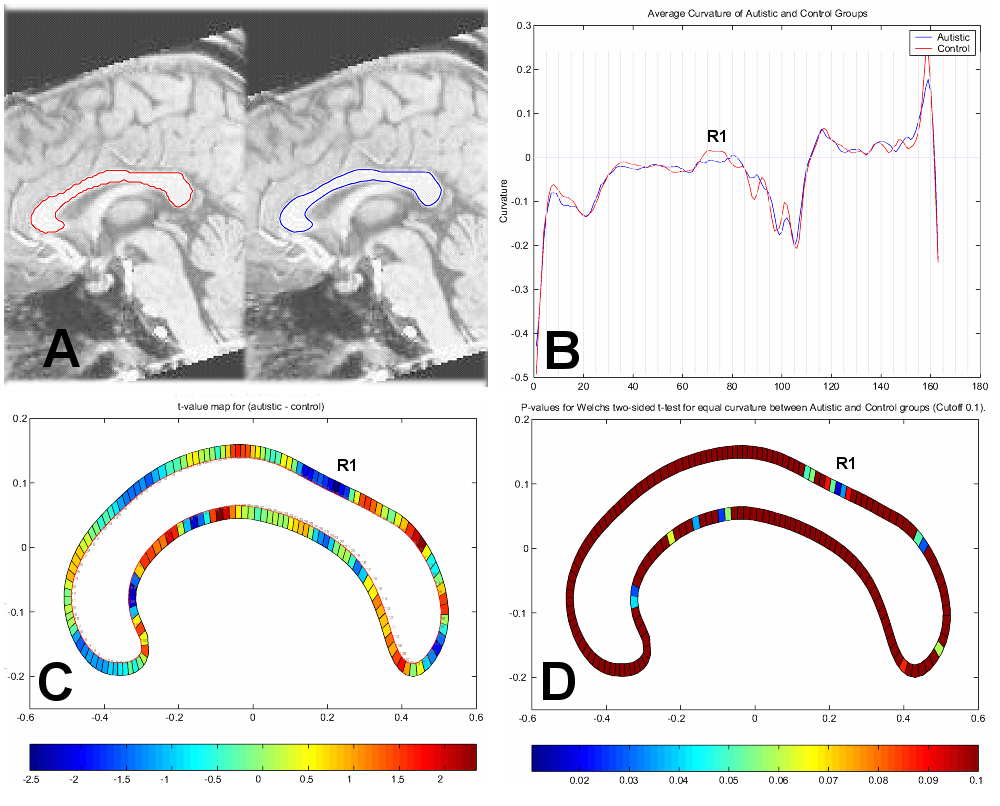 A
Average Curvature of Autistic and Control Groups
Autistic
Control
R1
Curvature
0.3
0.2
0.1
0
-0.1
-0.2
-0.3
-0.4
-0.5
0 20 40 60 80 100 120 140 160 180
B
t-value map for (autistic - control)
R1
0.2
0.1
0
-0.1
-0.2
-0.6 -0.4 -0.2 0 0.2 0.4 0.6
C
-2.5 -2 -1.5 -1 -0.5 0 0.5 1 1.5 2
P-values for Welchs two-sided t-test for equal curvature between Autistic and Control groups (Cutoff 0.1).
R1
0.2
0.1
0
-0.1
-0.2
-0.6 -0.4 -0.2 0 0.2 0.4 0.6
D
0.02 0.03 0.04 0.05 0.06 0.07 0.08 0.09 0.1